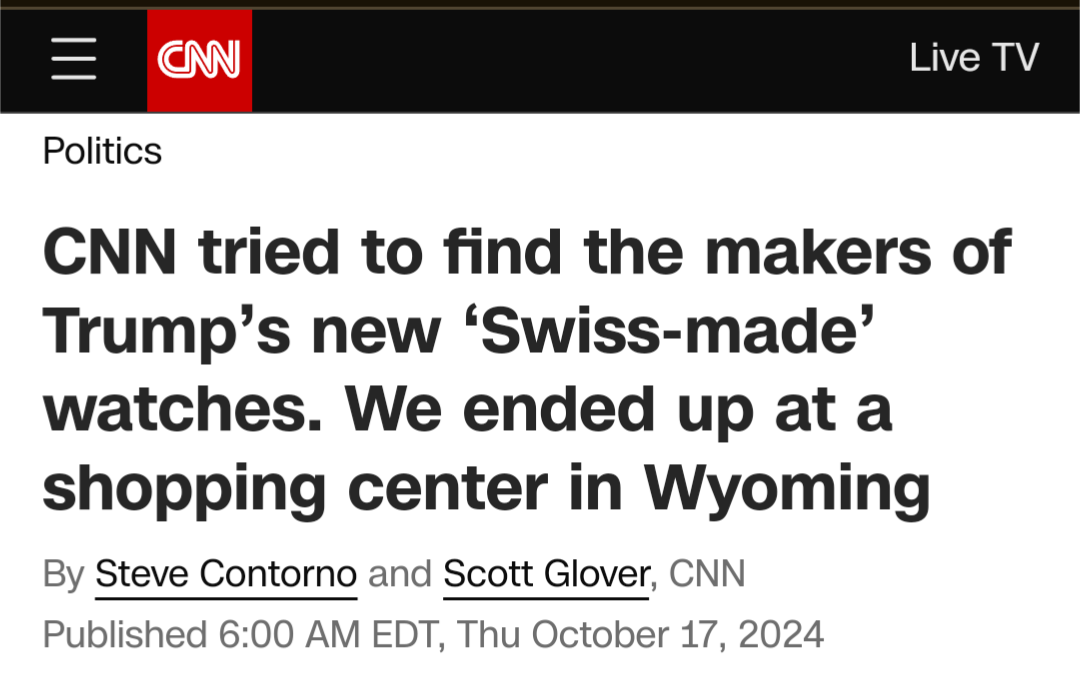 CNN
Live TV
Politics
CNN tried to find the makers of
Trump’s new ‘Swiss-made’
watches. We ended up at a
shopping center in Wyoming
By Steve Contorno and Scott Glover, CNN
Published 6:00 AM EDT, Thu October 17, 2024